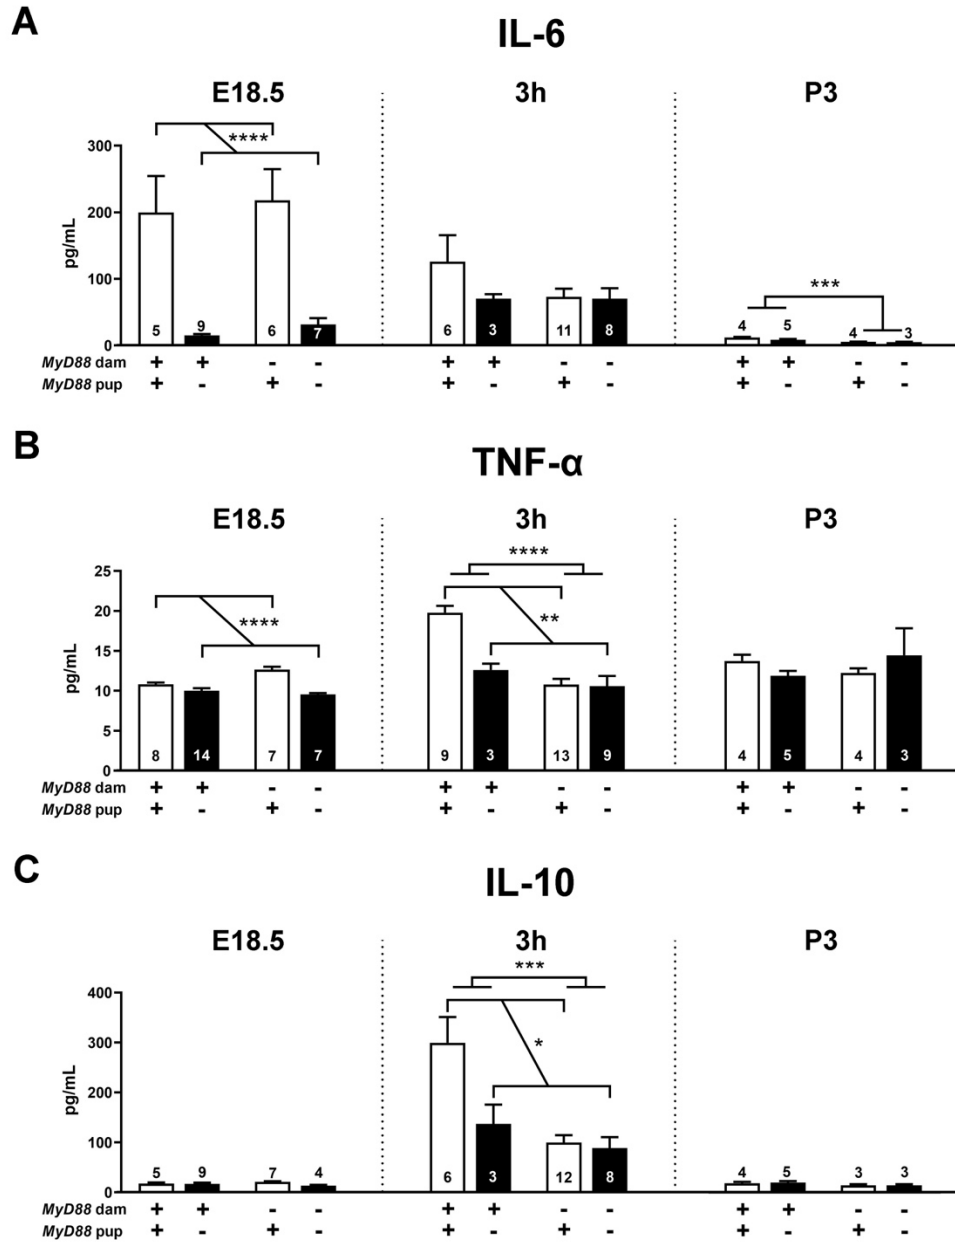 A
IL-6
E18.5 3h P3
****
***
300
200
100
0
pg/mL
5 9 6 7 6 3 11 8 4 5 4 3
MyD88 dam + + - - + + - - + + - -
MyD88 pup + - + - + - + - + - + -
B
TNF-α
E18.5 3h P3
****
****
**
25
20
15
10
5
0
pg/mL
8 14 7 7 9 3 13 9 4 5 4 3
MyD88 dam + + - - + + - - + + - -
MyD88 pup + - + - + - + - + - + -
C
IL-10
E18.5 3h P3
***
*
400
300
200
100
0
pg/mL
5 9 7 4 6 3 12 8 4 5 3 3
MyD88 dam + + - - + + - - + + - -
MyD88 pup + - + - + - + - + - + -